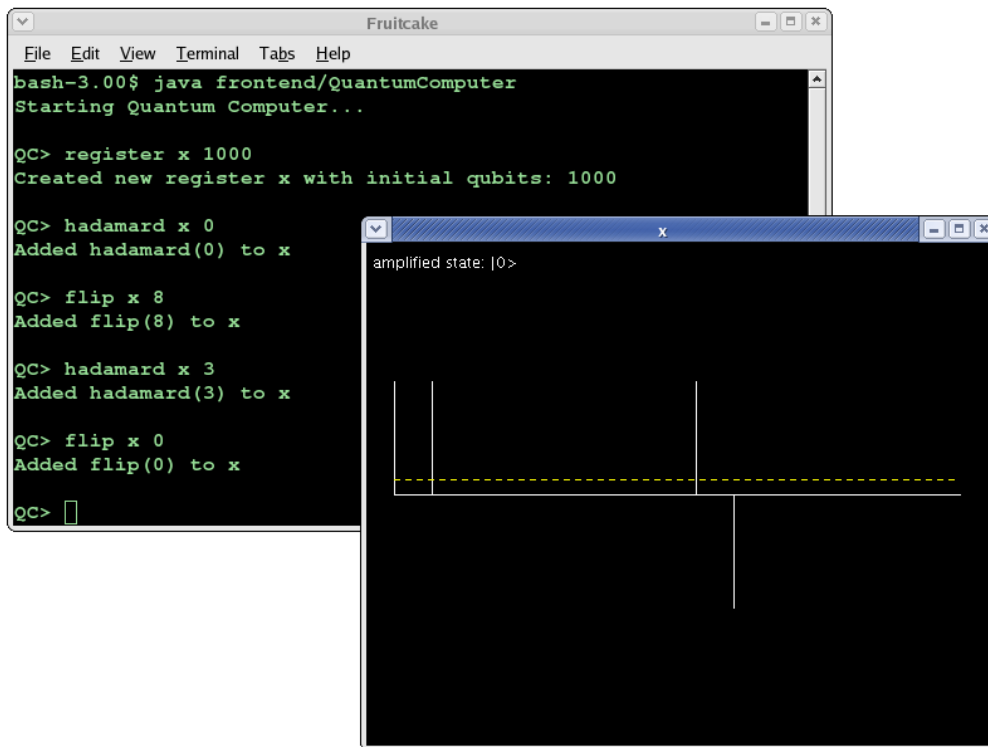 Fruitcake
File Edit View Terminal Tabs Help
bash-3.00$ java frontend/QuantumComputer
Starting Quantum Computer...
QC> register x 1000
Created new register x with initial qubits: 1000
QC> hadamard x 0
Added hadamard(0) to x
QC> flip x 8
Added flip(8) to x
QC> hadamard x 3
Added hadamard(3) to x
QC> flip x 0
Added flip(0) to x
QC>
x
amplified state: |0>